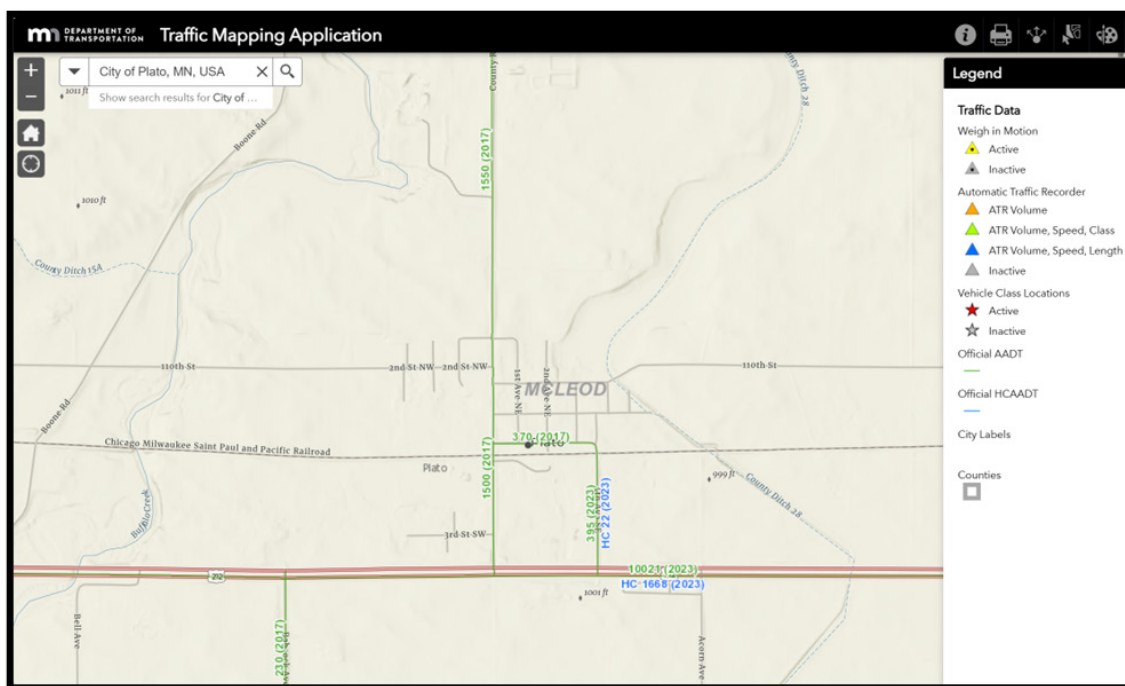 DEPARTMENT OF
TRANSPORTATION
Traffic Mapping Application
City of Plato, MN, USA
Show search results for City of ...
1011 ft
Boone Rd
1010 ft
County Ditch 15A
1550 (2017)
County Ditch 28
110th St
2nd St NW
2nd St NW
1st Ave NE
2nd Ave NE
MCLEOD
110th St
Boone Rd
Chicago Milwaukee Saint Paul and Pacific Railroad
370 (2017)
Plato
Plato
1500 (2017)
999 ft
County Ditch 28
395 (2023)
HC 22 (2023)
Buffalo Creek
3rd St SW
212
10021 (2023)
HC 1668 (2023)
1001 ft
Bell Ave
230 (2017)
Acorn Ave
Legend
Traffic Data
Weigh in Motion
Active
Inactive
Automatic Traffic Recorder
ATR Volume
ATR Volume, Speed, Class
ATR Volume, Speed, Length
Inactive
Vehicle Class Locations
Active
Inactive
Official AADT
Official HCAADT
City Labels
Counties